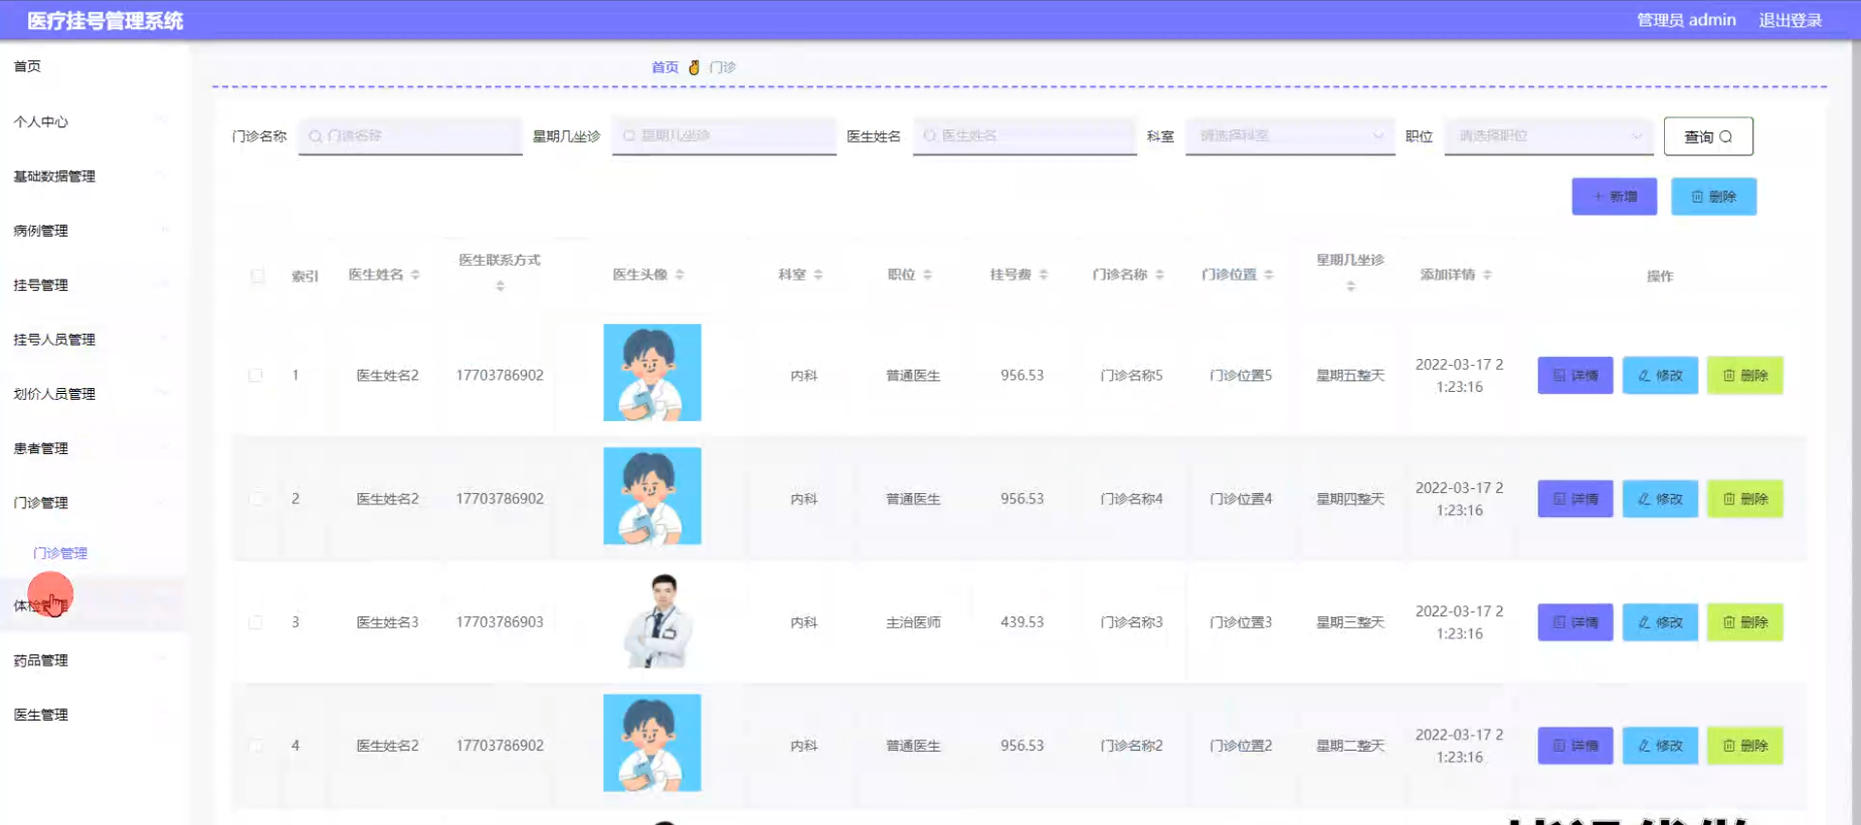 医疗挂号管理系统
管理员 admin 退出登录
首页
个人中心
基础数据管理
病例管理
挂号管理
挂号人员管理
划价人员管理
患者管理
门诊管理
门诊管理
体检管理
药品管理
医生管理
首页 门诊
门诊名称 门诊名称 星期几坐诊 星期几坐诊 医生姓名 医生姓名 科室 请选择科室 职位 请选择职位 查询
+ 新增 删除
索引 医生姓名 医生联系方式 医生头像 科室 职位 挂号费 门诊名称 门诊位置 星期几坐诊 添加详情 操作
1 医生姓名2 17703786902 内科 普通医生 956.53 门诊名称5 门诊位置5 星期五整天 2022-03-17 2
1:23:16 详情 修改 删除
2 医生姓名2 17703786902 内科 普通医生 956.53 门诊名称4 门诊位置4 星期四整天 2022-03-17 2
1:23:16 详情 修改 删除
3 医生姓名3 17703786903 内科 主治医师 439.53 门诊名称3 门诊位置3 星期三整天 2022-03-17 2
1:23:16 详情 修改 删除
4 医生姓名2 17703786902 内科 普通医生 956.53 门诊名称2 门诊位置2 星期二整天 2022-03-17 2
1:23:16 详情 修改 删除